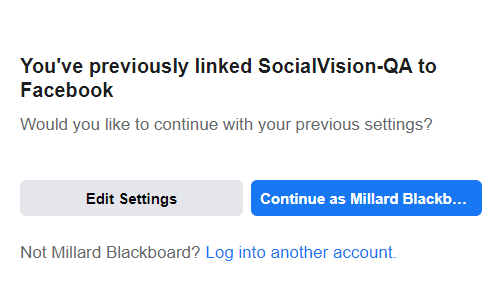 You've previously linked SocialVision-QA to
Facebook
Would you like to continue with your previous settings?
Edit Settings
Continue as Millard Blackb...
Not Millard Blackboard? Log into another account.